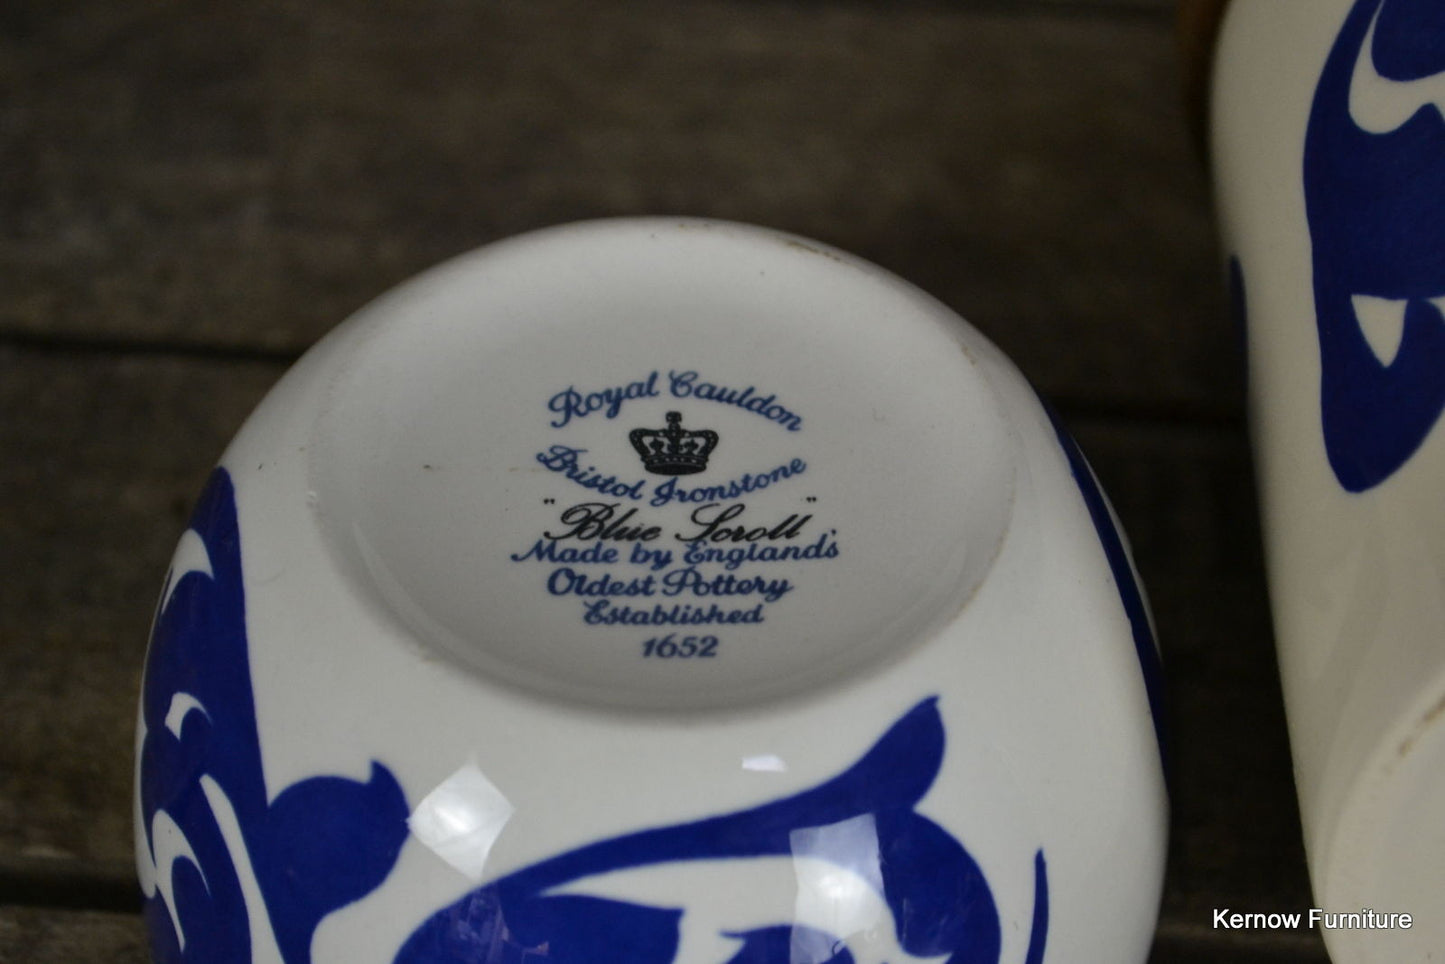 Royal Cauldon
Bristol Ironstone
"Blue Scroll"
Made by England's
Oldest Pottery
Established
1652
Kernow Furniture